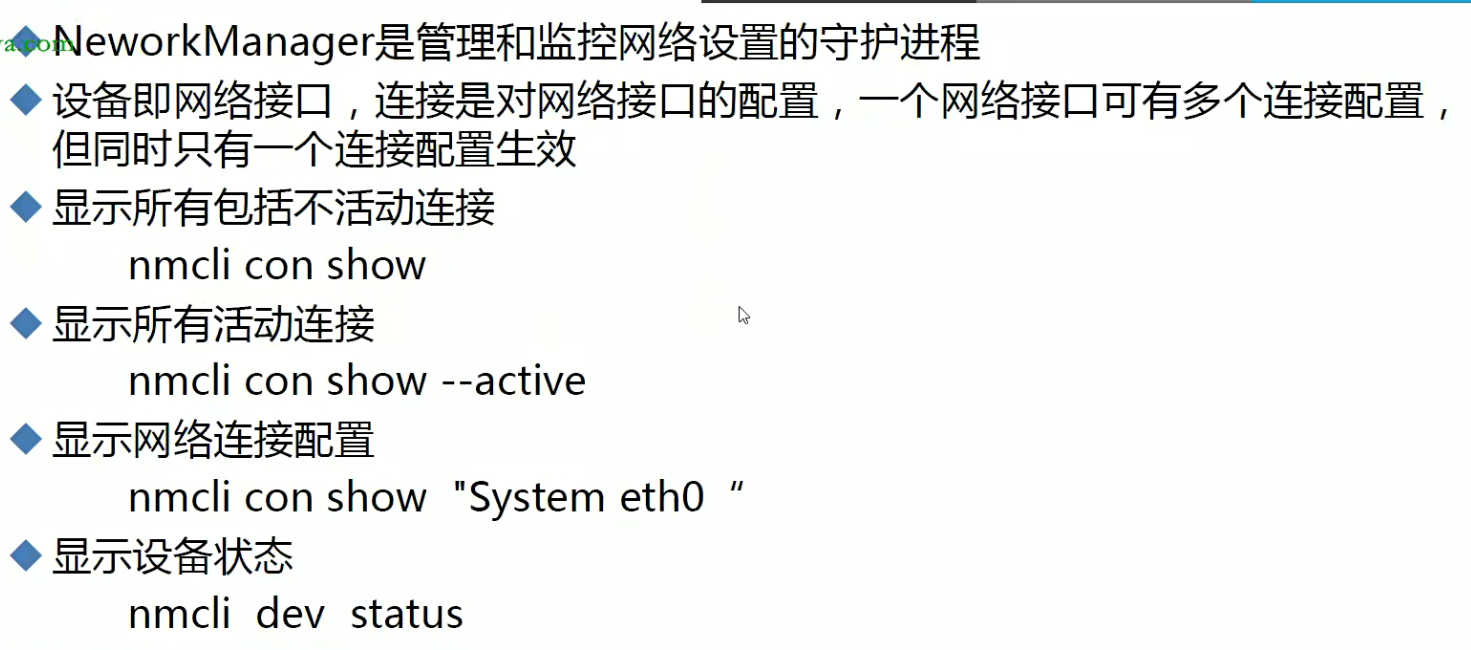 va.com
NeworkManager是管理和监控网络设置的守护进程
设备即网络接口，连接是对网络接口的配置，一个网络接口可有多个连接配置，
但同时只有一个连接配置生效
显示所有包括不活动连接
nmcli con show
显示所有活动连接
nmcli con show --active
显示网络连接配置
nmcli con show "System eth0 “
显示设备状态
nmcli dev status